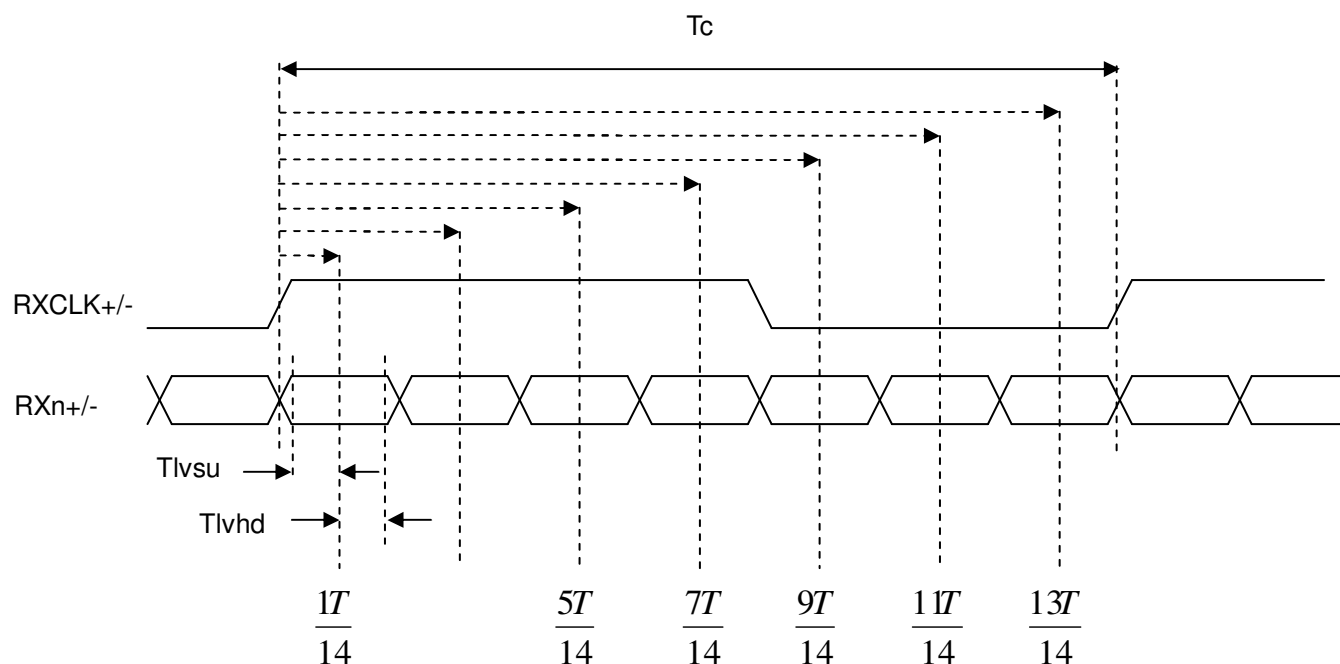 Tc
RXCLK+/-
RXn+/-
Tlvsu
Tlvhd
1T/14 5T/14 7T/14 9T/14 11T/14 13T/14